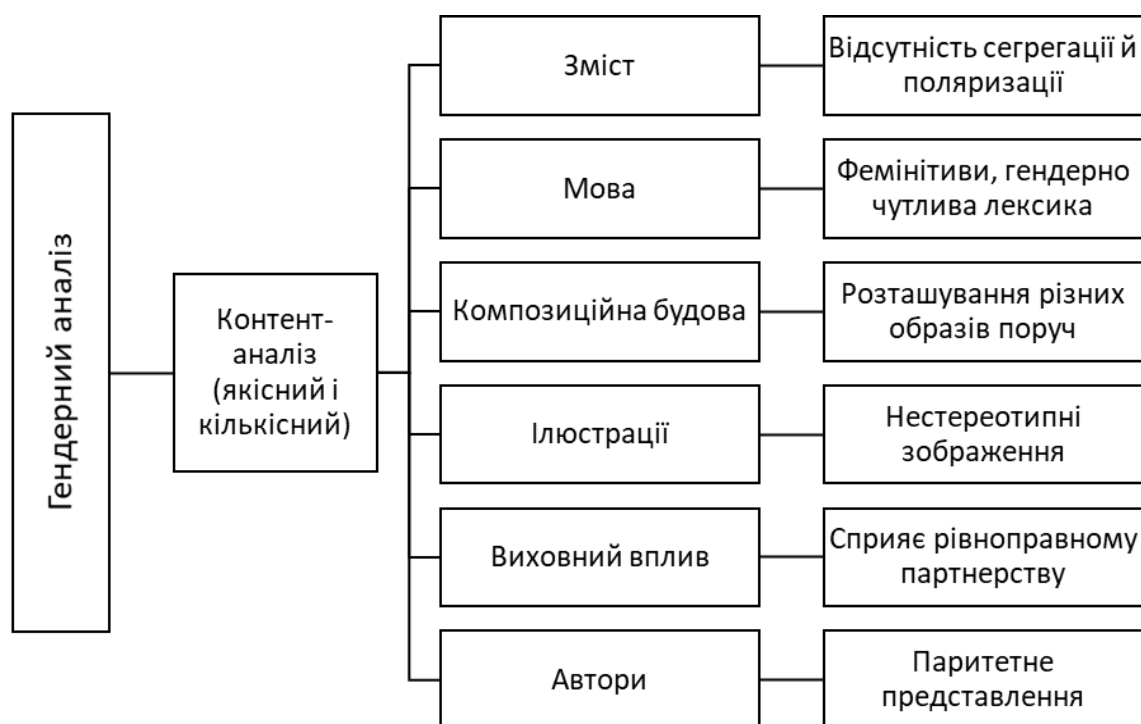 Гендерний аналіз
Контент-
аналіз
(якісний і
кількісний)
Зміст
Відсутність сегрегації й
поляризації
Мова
Фемінітиви, гендерно
чутлива лексика
Композиційна будова
Розташування різних
образів поруч
Ілюстрації
Нестереотипні
зображення
Виховний вплив
Сприяє рівноправному
партнерству
Автори
Паритетне
представлення